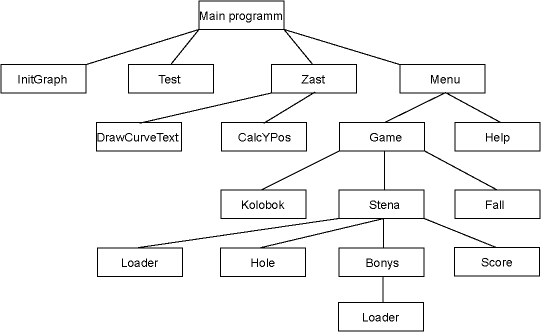 Main programm
InitGraph
Test
Zast
Menu
DrawCurveText
CalcYPos
Game
Help
Kolobok
Stena
Fall
Loader
Hole
Bonys
Score
Loader